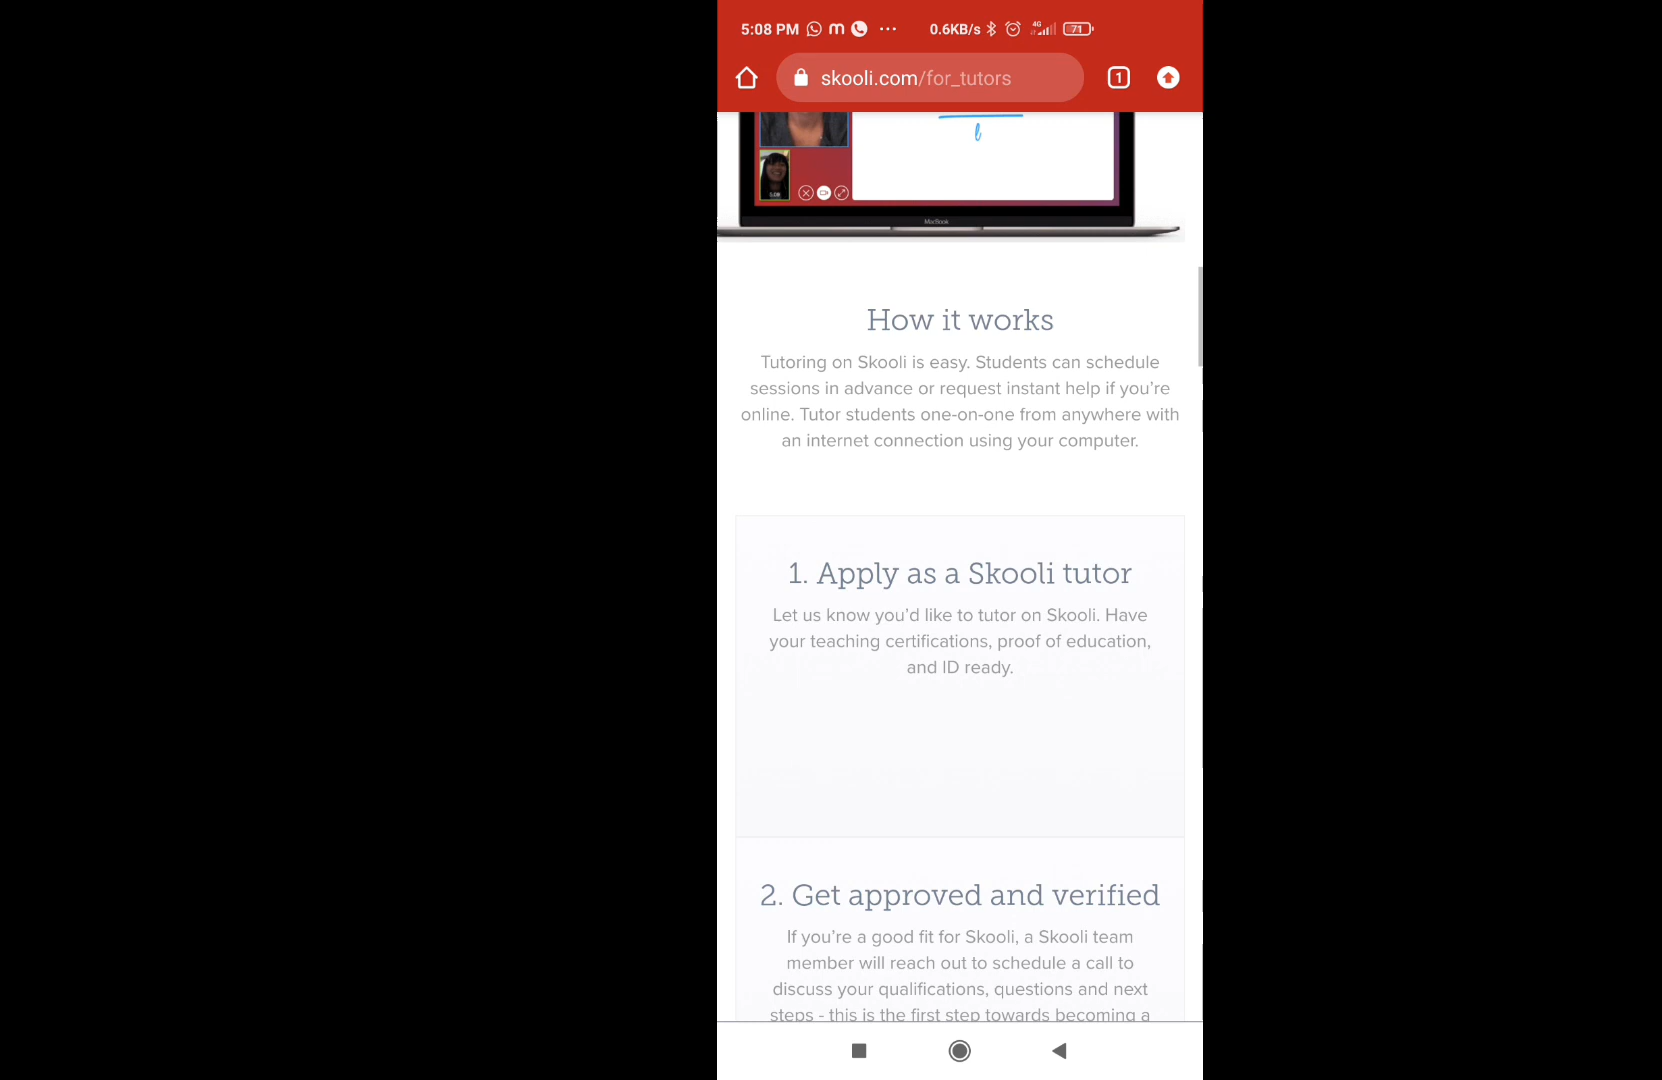 5:08 PM m ... 0.6KB/s 4G 71
skooli.com/for_tutors 1
l
MacBook
How it works
Tutoring on Skooli is easy. Students can schedule
sessions in advance or request instant help if you're
online. Tutor students one-on-one from anywhere with
an internet connection using your computer.
1. Apply as a Skooli tutor
Let us know you'd like to tutor on Skooli. Have
your teaching certifications, proof of education,
and ID ready.
2. Get approved and verified
If you're a good fit for Skooli, a Skooli team
member will reach out to schedule a call to
discuss your qualifications, questions and next
steps - this is the first step towards becoming a